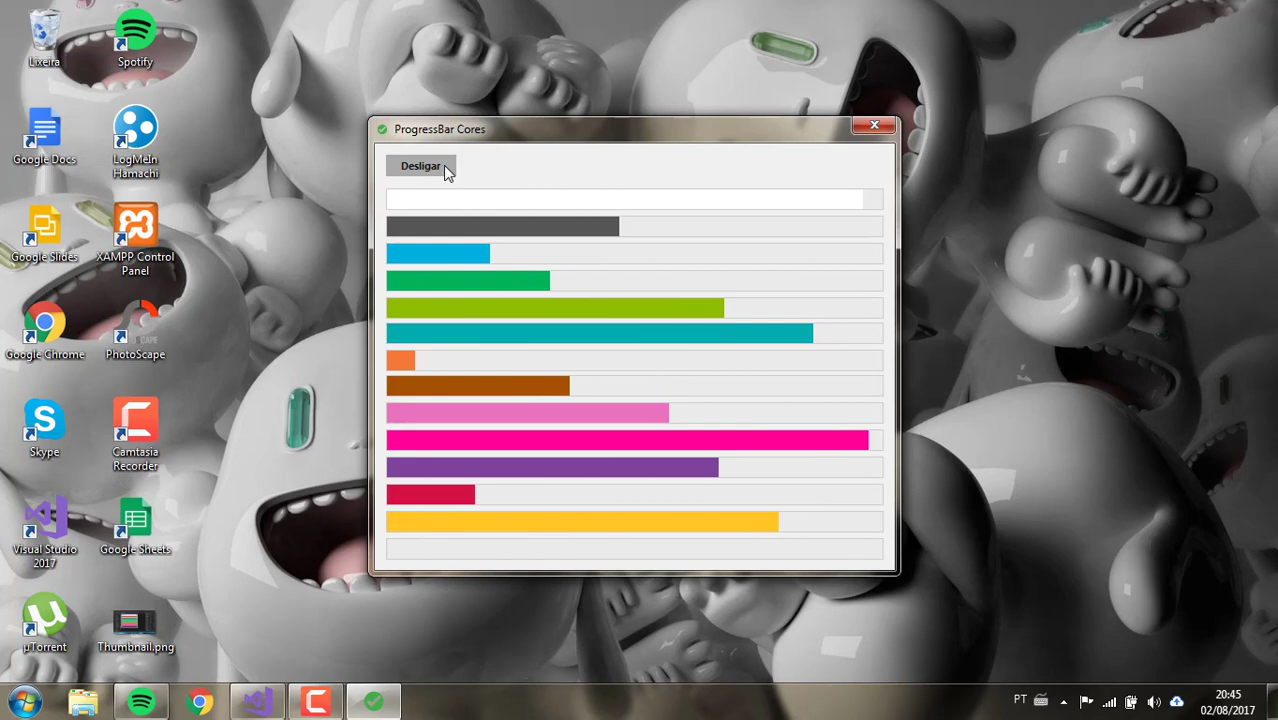 Lixeira
Spotify
Google Docs
LogMeIn
Hamachi
Google Slides
XAMPP Control
Panel
Google Chrome
PhotoScape
Skype
Camtasia
Recorder
Visual Studio
2017
Google Sheets
µTorrent
Thumbnail.png
ProgressBar Cores
Desligar
PT
20:45
02/08/2017